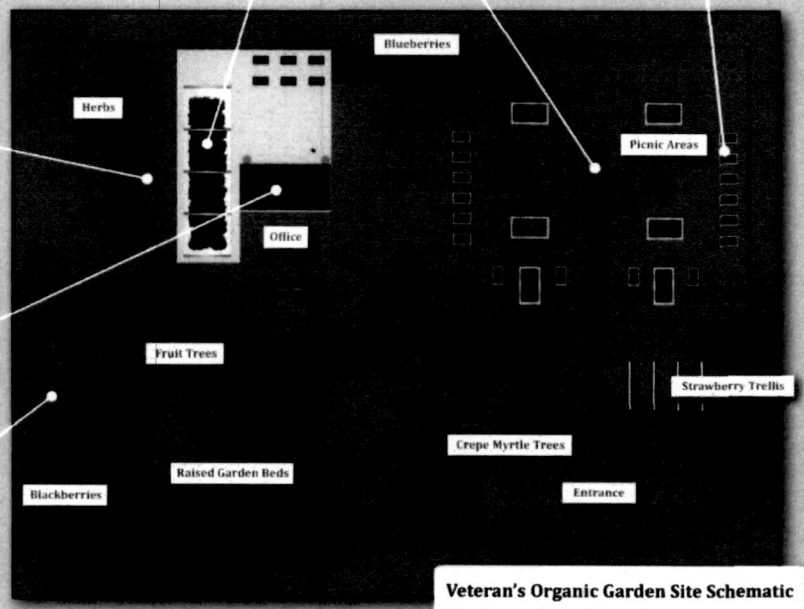 Blueberries
Herbs
Picnic Areas
Office
Fruit Trees
Strawberry Trellis
Crepe Myrtle Trees
Raised Garden Beds
Entrance
Blackberries
Veteran's Organic Garden Site Schematic